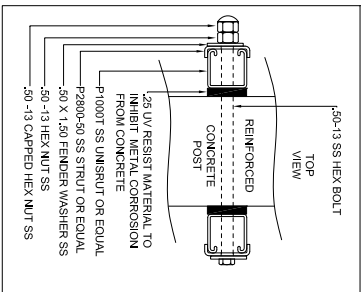 .50-13 SS HEX BOLT
TOP
VIEW
REINFORCED
CONCRETE
POST
.25 UV RESIST MATERIAL TO
INHIBIT METAL CORROSION
FROM CONCRETE
P1000T SS UNISRUT OR EQUAL
P2800-50 SS STRUT OR EQUAL
.50 X 1.50 FENDER WASHER SS
.50 -13 HEX NUT SS
.50 -13 CAPPED HEX NUT SS